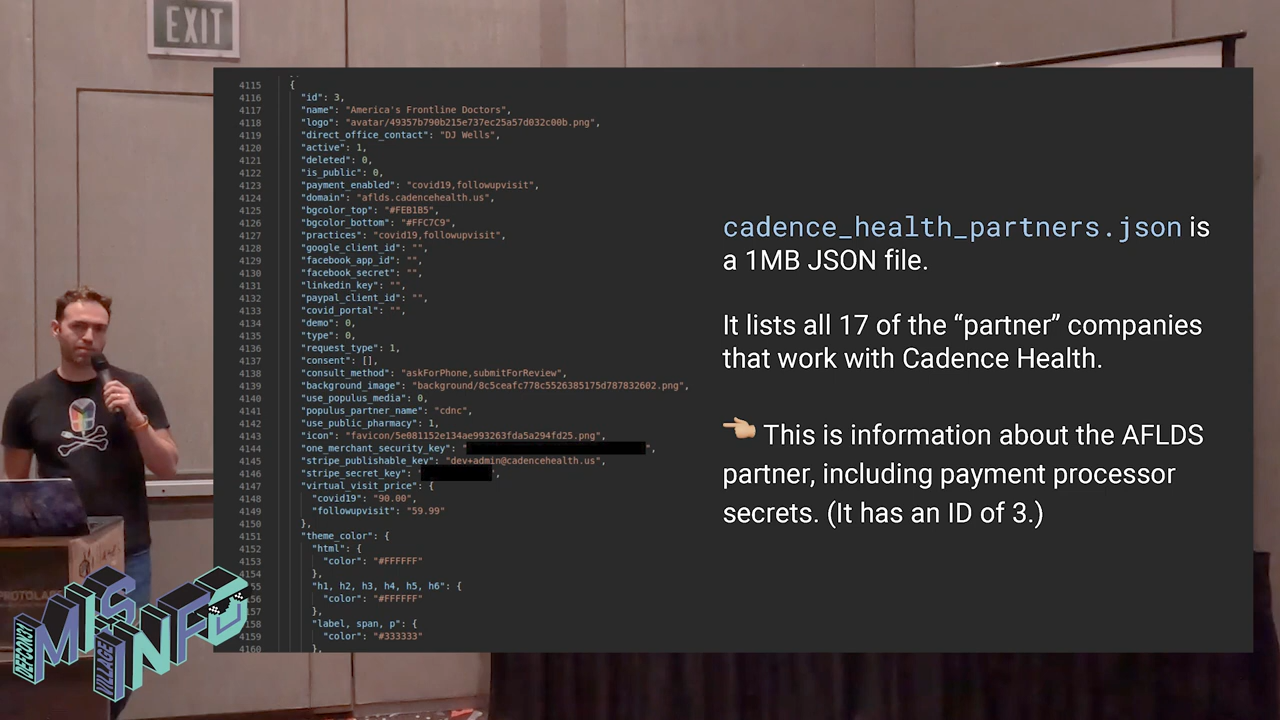 EXIT
4115 {
4116 "id": 3,
4117 "name": "America's Frontline Doctors",
4118 "logo": "avatar/49357b790b215e737ec25a57d032c00b.png",
4119 "direct_office_contact": "DJ Wells",
4120 "active": 1,
4121 "deleted": 0,
4122 "is_public": 0,
4123 "payment_enabled": "covid19,followupvisit",
4124 "domain": "aflds.cadencehealth.us",
4125 "bgcolor_top": "#FEB1B5",
4126 "bgcolor_bottom": "#FFC7C9",
4127 "practices": "covid19,followupvisit",
4128 "google_client_id": "",
4129 "facebook_app_id": "",
4130 "facebook_secret": "",
4131 "linkedin_key": "",
4132 "paypal_client_id": "",
4133 "covid_portal": "",
4134 "demo": 0,
4135 "type": 0,
4136 "request_type": 1,
4137 "consent": [],
4138 "consult_method": "askForPhone,submitForReview",
4139 "background_image": "background/8c5ceafc778c5526385175d787832602.png",
4140 "use_populus_media": 0,
4141 "populus_partner_name": "cdnc",
4142 "use_public_pharmacy": 1,
4143 "icon": "favicon/5e081152e134ae993263fda5a294fd25.png",
4144 "one_merchant_security_key": " ",
4145 "stripe_publishable_key": "dev+admin@cadencehealth.us",
4146 "stripe_secret_key": " ",
4147 "virtual_visit_price": {
4148 "covid19": "90.00",
4149 "followupvisit": "59.99"
4150 },
4151 "theme_color": {
4152 "html": {
4153 "color": "#FFFFFF"
4154 },
55 "h1, h2, h3, h4, h5, h6": {
56 "color": "#FFFFFF"
57 },
158 "label, span, p": {
4159 "color": "#333333"
4160 },
cadence_health_partners.json is
a 1MB JSON file.
It lists all 17 of the “partner” companies
that work with Cadence Health.
👈 This is information about the AFLDS
partner, including payment processor
secrets. (It has an ID of 3.)
DEFCON31
MISINFO
VILLAGE